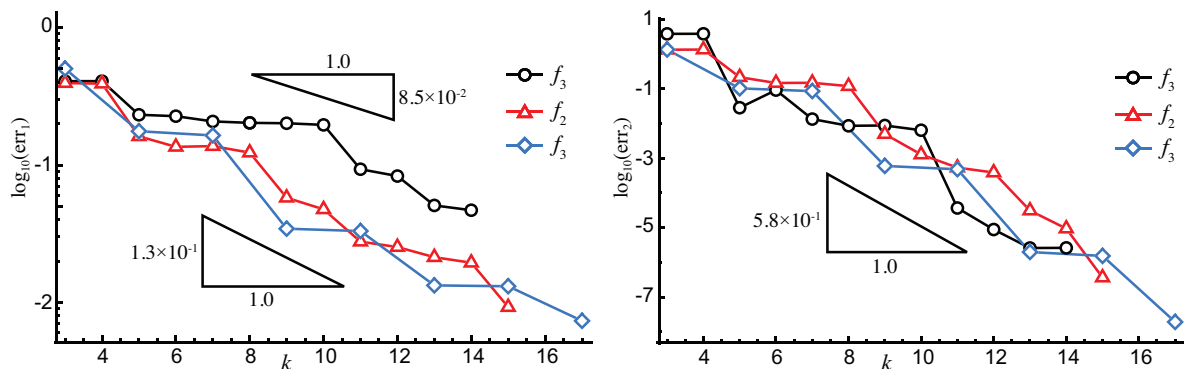 0
-1
-2
log₁₀(err₁)
4 6 8 10 12 14 16
k
1.0
8.5×10⁻²
1.3×10⁻¹
1.0
f₃
f₂
f₃
1
-1
-3
-5
-7
log₁₀(err₂)
4 6 8 10 12 14 16
k
5.8×10⁻¹
1.0
f₃
f₂
f₃